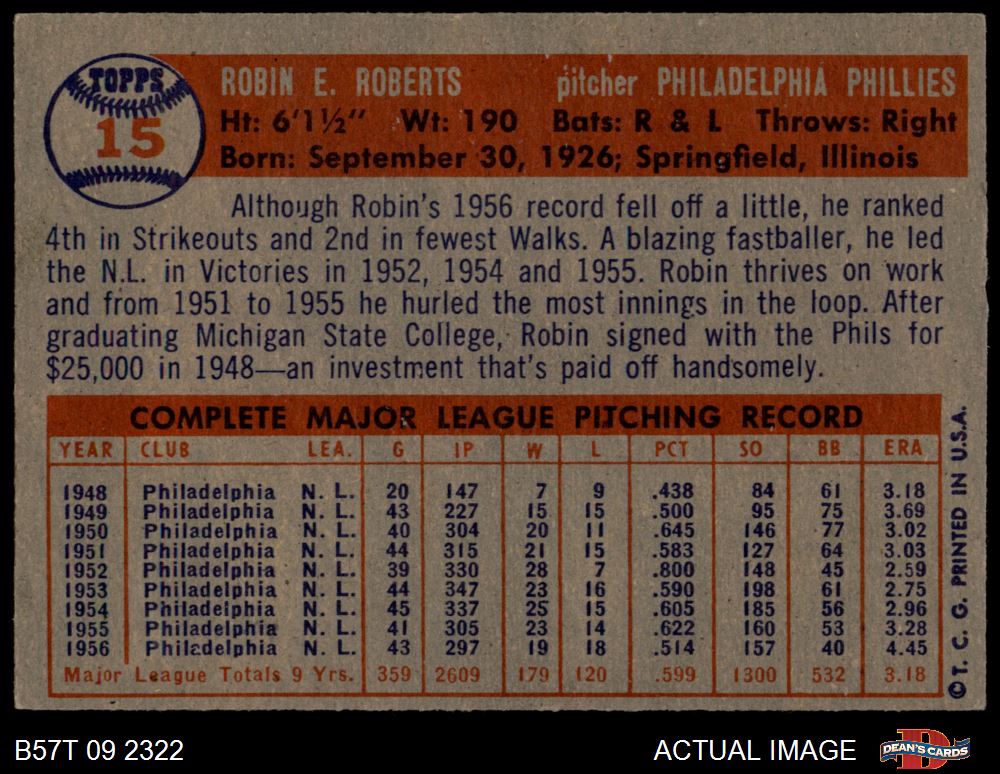 TOPPS
15
ROBIN E. ROBERTS pitcher PHILADELPHIA PHILLIES
Ht: 6'1½" Wt: 190 Bats: R & L Throws: Right
Born: September 30, 1926; Springfield, Illinois
Although Robin's 1956 record fell off a little, he ranked
4th in Strikeouts and 2nd in fewest Walks. A blazing fastballer, he led
the N.L. in Victories in 1952, 1954 and 1955. Robin thrives on work
and from 1951 to 1955 he hurled the most innings in the loop. After
graduating Michigan State College, Robin signed with the Phils for
$25,000 in 1948—an investment that's paid off handsomely.
COMPLETE MAJOR LEAGUE PITCHING RECORD
YEAR CLUB LEA. G IP W L PCT SO BB ERA
1948 Philadelphia N. L. 20 147 7 9 .438 84 61 3.18
1949 Philadelphia N. L. 43 227 15 15 .500 95 75 3.69
1950 Philadelphia N. L. 40 304 20 11 .645 146 77 3.02
1951 Philadelphia N. L. 44 315 21 15 .583 127 64 3.03
1952 Philadelphia N. L. 39 330 28 7 .800 148 45 2.59
1953 Philadelphia N. L. 44 347 23 16 .590 198 61 2.75
1954 Philadelphia N. L. 45 337 25 15 .605 185 56 2.96
1955 Philadelphia N. L. 41 305 23 14 .622 160 53 3.28
1956 Philadelphia N. L. 43 297 19 18 .514 157 40 4.45
Major League Totals 9 Yrs. 359 2609 179 120 .599 1300 532 3.18
©T. C. G. PRINTED IN U.S.A.
B57T 09 2322 ACTUAL IMAGE DEAN'S CARDS